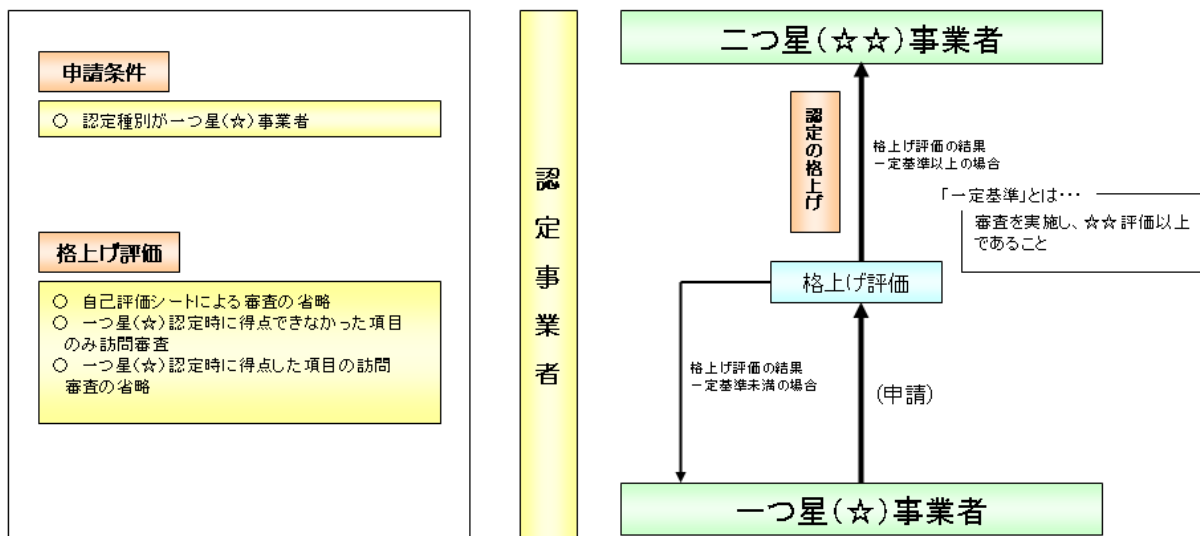 申請条件
○ 認定種別が一つ星(☆)事業者
格上げ評価
○ 自己評価シートによる審査の省略
○ 一つ星(☆)認定時に得点できなかった項目
のみ訪問審査
○ 一つ星(☆)認定時に得点した項目の訪問
審査の省略
認定事業者
二つ星(☆☆)事業者
認定の格上げ
格上げ評価の結果
一定基準以上の場合
「一定基準」とは・・・
審査を実施し、☆☆評価以上
であること
格上げ評価
格上げ評価の結果
一定基準未満の場合
(申請)
一つ星(☆)事業者